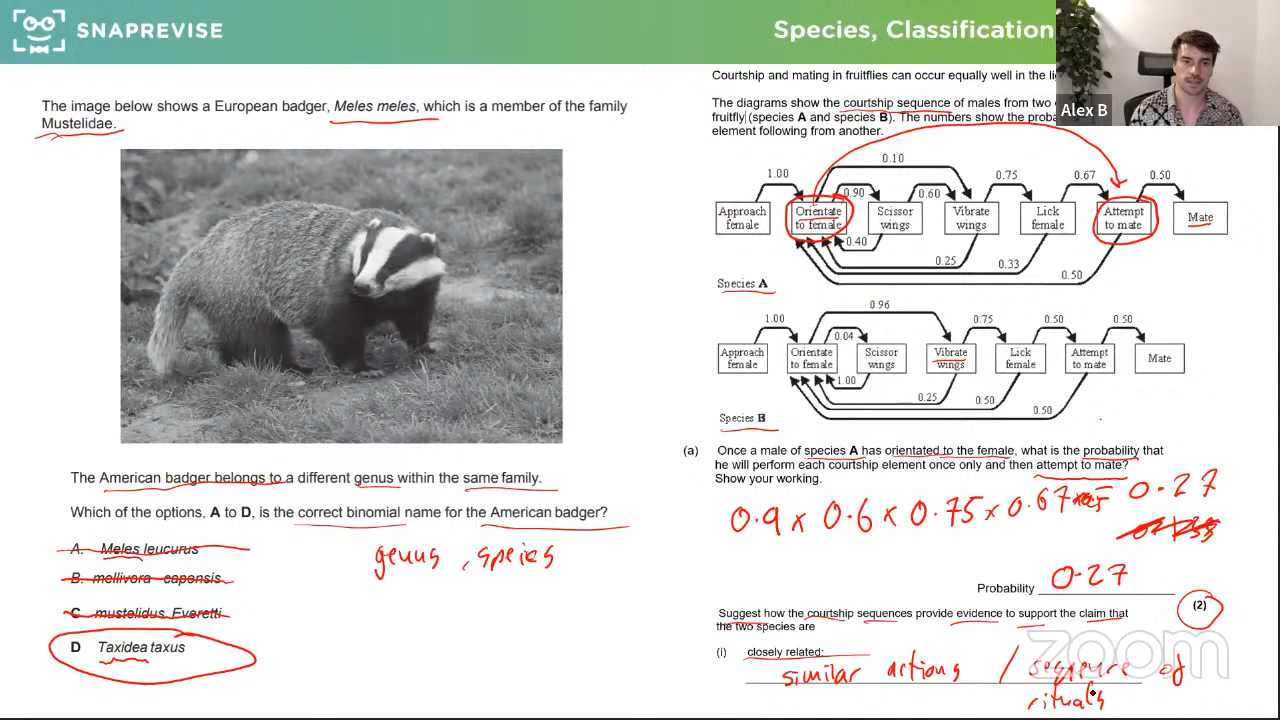 SNAPREVISE
Species, Classification
Alex B
The image below shows a European badger, Meles meles, which is a member of the family
Mustelidae.
The American badger belongs to a different genus within the same family.
Which of the options, A to D, is the correct binomial name for the American badger?
genus , species
A. Meles leucurus
B. mellivora capensis
C mustelidus Everetti
D Taxidea taxus
Courtship and mating in fruitflies can occur equally well in the
The diagrams show the courtship sequence of males from two
fruitfly (species A and species B). The numbers show the
element following from another.
0.10
1.00 0.90 0.60 0.75 0.67 0.50
Approach female
Orientate to female
Scissor wings
Vibrate wings
Lick female
Attempt to mate
Mate
0.40
0.25
0.33
0.50
Species A
0.96
1.00 0.04 0.75 0.50 0.50
Approach female
Orientate to female
Scissor wings
Vibrate wings
Lick female
Attempt to mate
Mate
1.00
0.25
0.50
0.50
Species B
(a) Once a male of species A has orientated to the female, what is the probability that
he will perform each courtship element once only and then attempt to mate?
Show your working.
0.9 x 0.6 x 0.75 x 0.67 = 0.27
Probability 0.27
(2)
Suggest how the courtship sequences provide evidence to support the claim that
the two species are
(i) closely related:
similar actions / sequence of
rituals
zoom